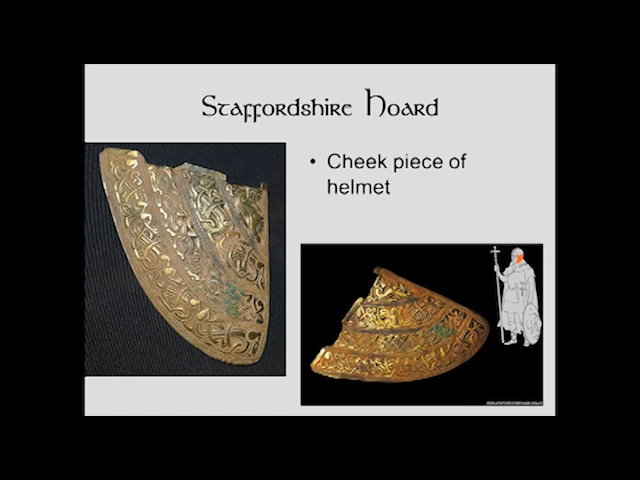 Staffordshire Hoard
• Cheek piece of
helmet